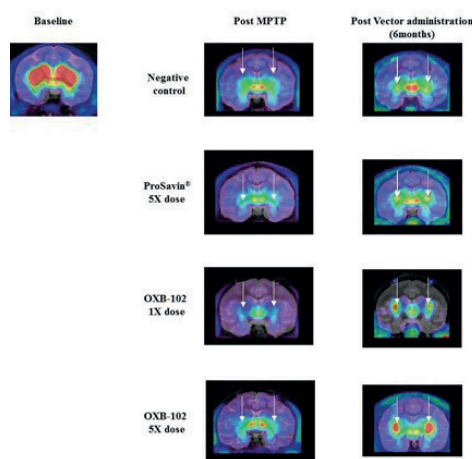 Baseline
Post MPTP
Post Vector administration
(6months)
Negative
control
ProSavin®
5X dose
OXB-102
1X dose
OXB-102
5X dose